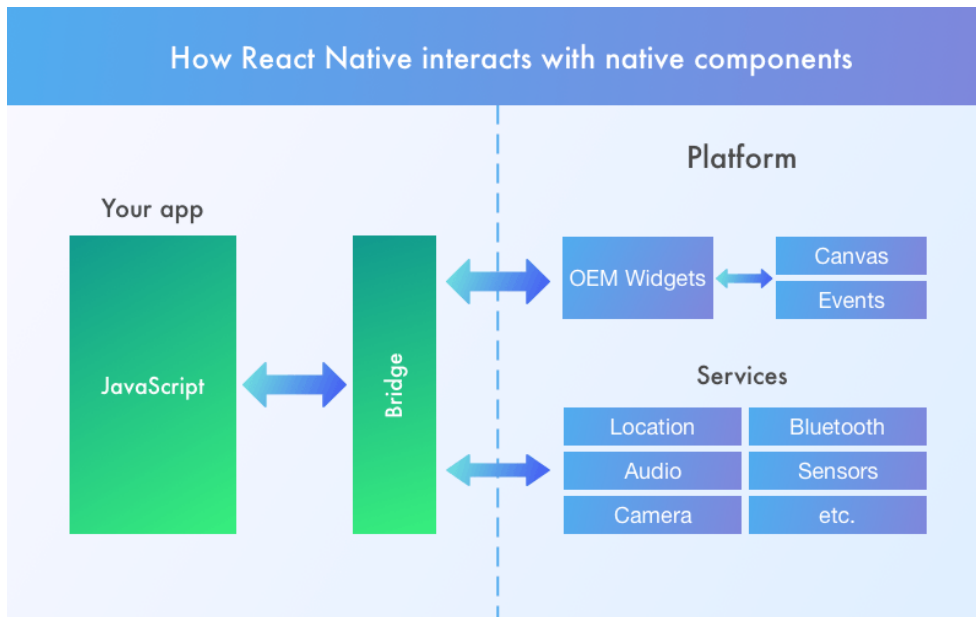 How React Native interacts with native components
Your app
JavaScript
Bridge
Platform
OEM Widgets
Canvas
Events
Services
Location
Bluetooth
Audio
Sensors
Camera
etc.